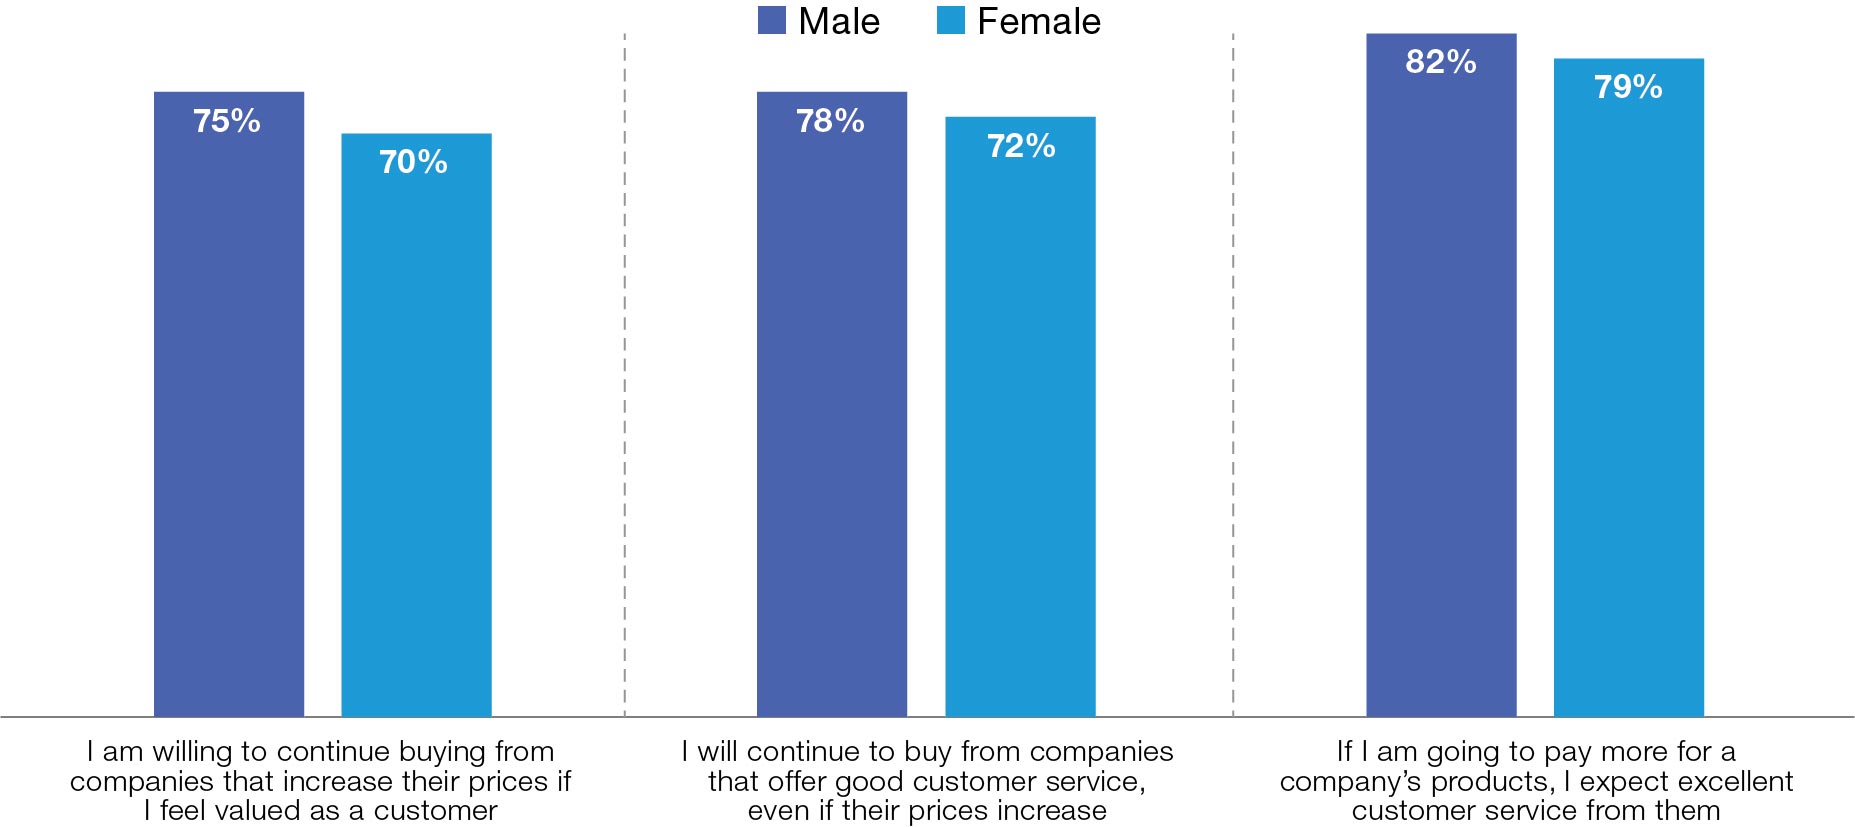 Male
Female
75%
70%
78%
72%
82%
79%
I am willing to continue buying from
companies that increase their prices if
I feel valued as a customer
I will continue to buy from companies
that offer good customer service,
even if their prices increase
If I am going to pay more for a
company’s products, I expect excellent
customer service from them